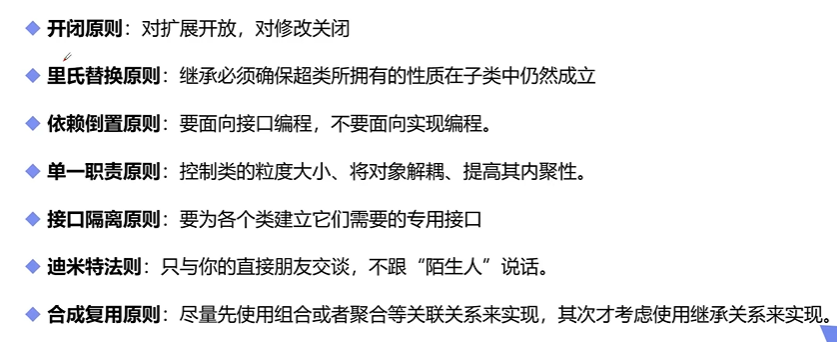 开闭原则：对扩展开放，对修改关闭
里氏替换原则：继承必须确保超类所拥有的性质在子类中仍然成立
依赖倒置原则：要面向接口编程，不要面向实现编程。
单一职责原则：控制类的粒度大小、将对象解耦、提高其内聚性。
接口隔离原则：要为各个类建立它们需要的专用接口
迪米特法则：只与你的直接朋友交谈，不跟“陌生人”说话。
合成复用原则：尽量先使用组合或者聚合等关联关系来实现，其次才考虑使用继承关系来实现。